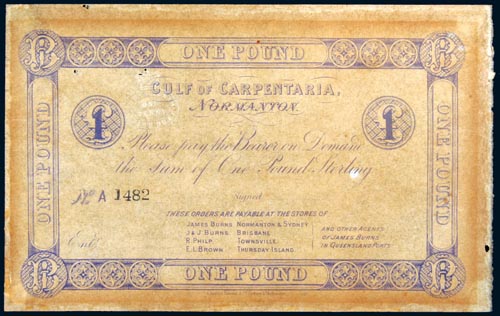 ONE POUND
GULF OF CARPENTARIA,
NORMANTON.
1
1
Please pay the Bearer on Demand
the sum of One Pound Sterling
No A 1482
Signed
THESE ORDERS ARE PAYABLE AT THE STORES OF
JAMES BURNS NORMANTON & SYDNEY
J & J BURNS BRISBANE
R. PHILP TOWNSVILLE
E. L. BROWN THURSDAY ISLAND
AND OTHER AGENTS
OF JAMES BURNS
IN QUEENSLAND PORTS
Entd
ONE POUND
ONE POUND
ONE POUND